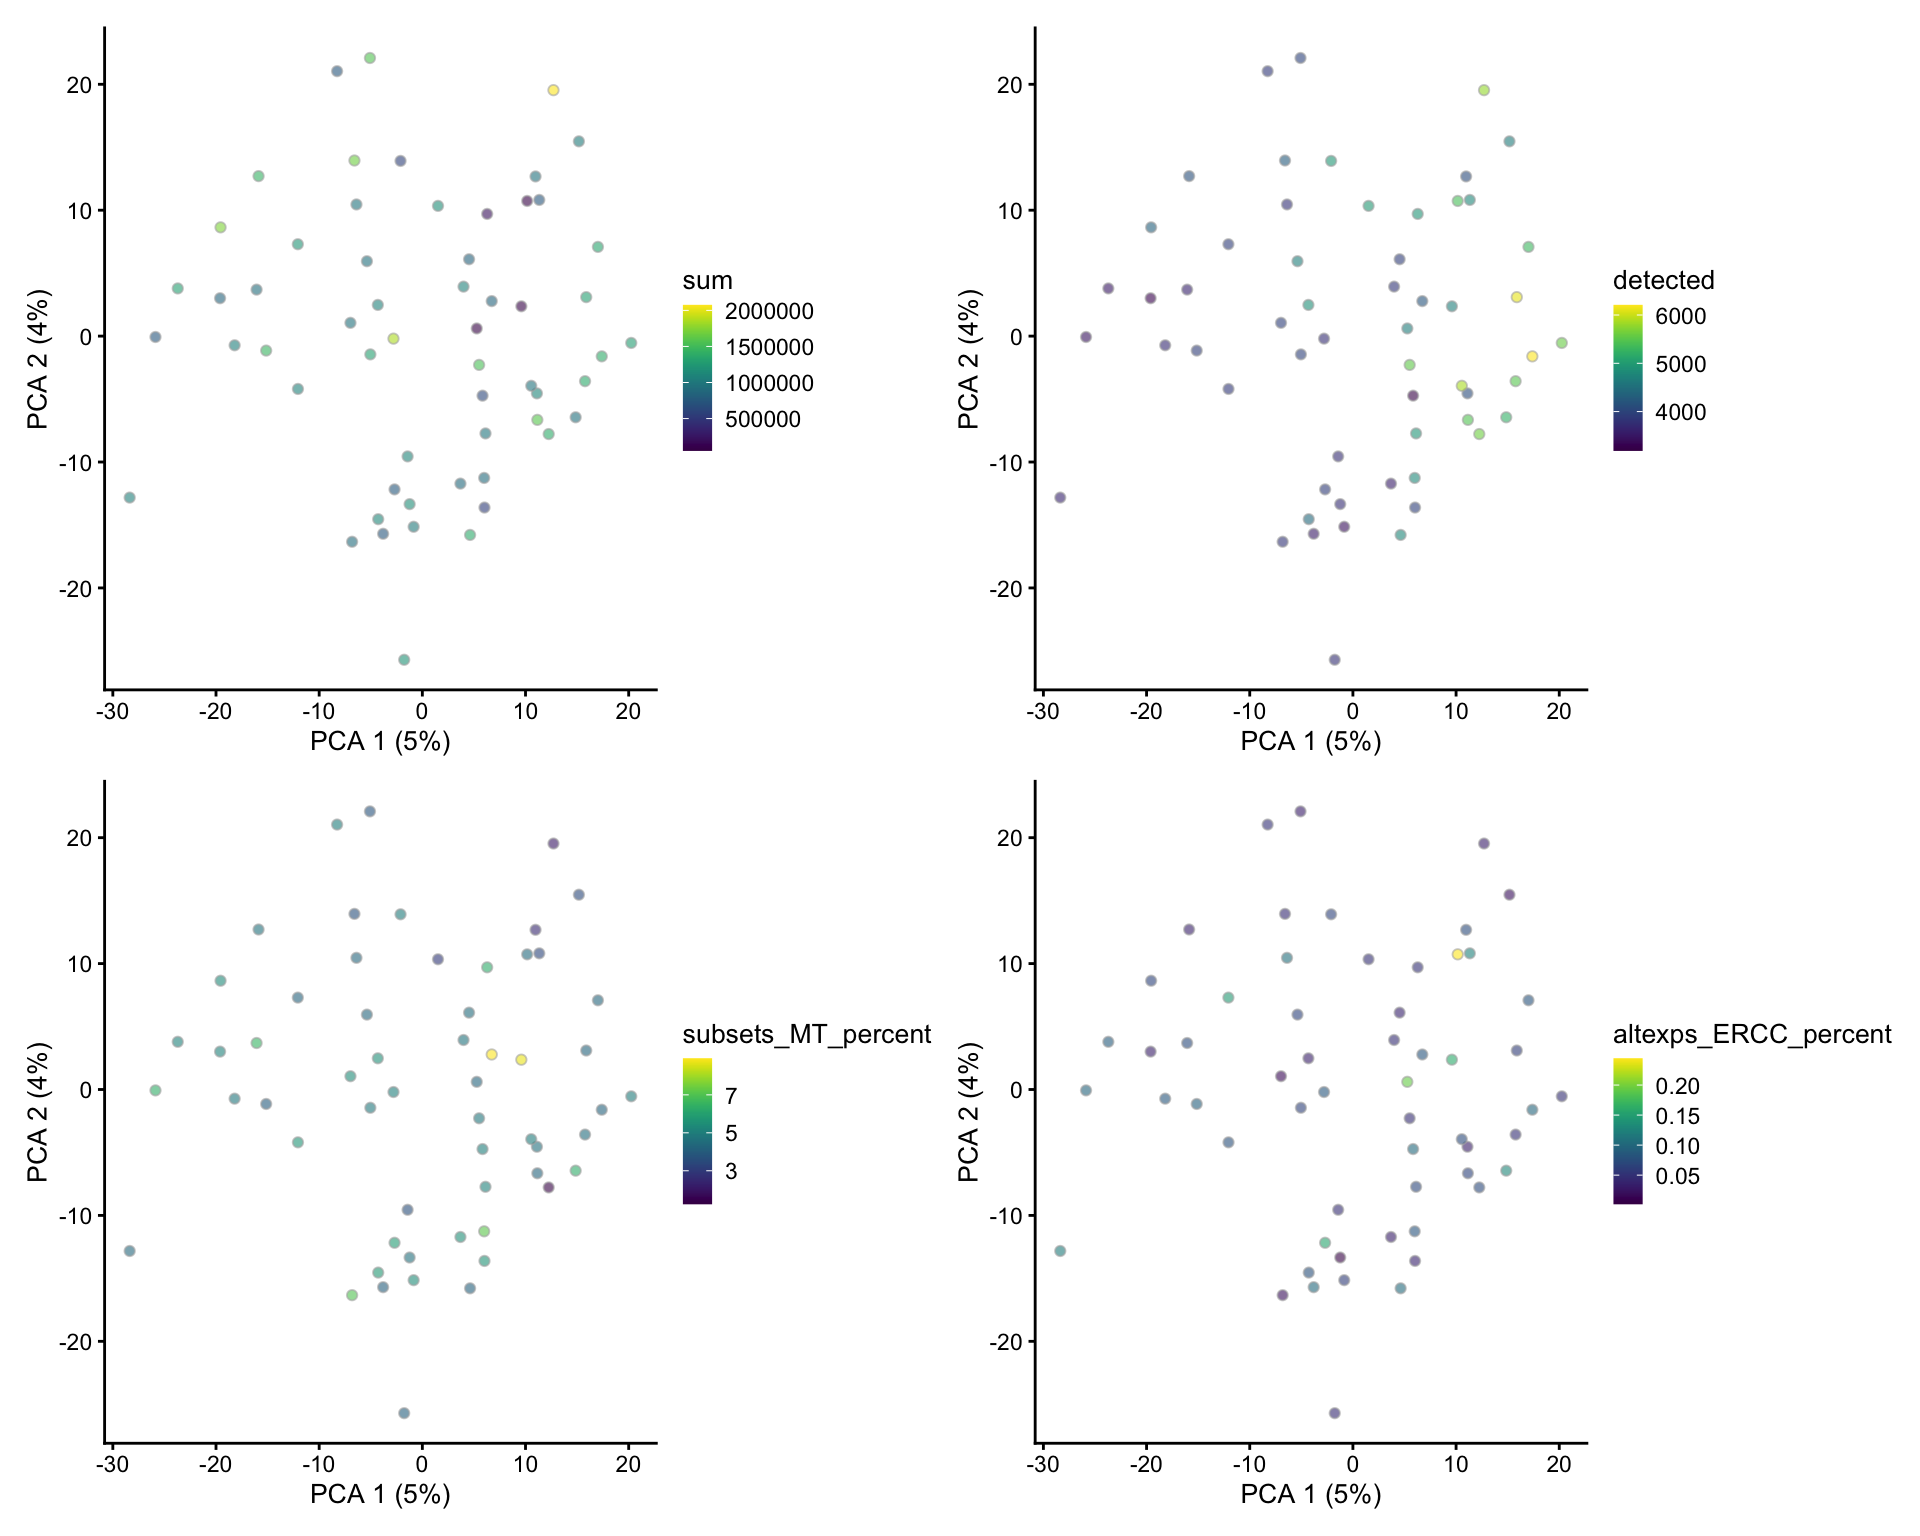 20
10
0
-10
-20
PCA 2 (4%)
-30 -20 -10 0 10 20
PCA 1 (5%)
sum
2000000
1500000
1000000
500000
20
10
0
-10
-20
PCA 2 (4%)
-30 -20 -10 0 10 20
PCA 1 (5%)
detected
6000
5000
4000
20
10
0
-10
-20
PCA 2 (4%)
-30 -20 -10 0 10 20
PCA 1 (5%)
subsets_MT_percent
7
5
3
20
10
0
-10
-20
PCA 2 (4%)
-30 -20 -10 0 10 20
PCA 1 (5%)
altexps_ERCC_percent
0.20
0.15
0.10
0.05